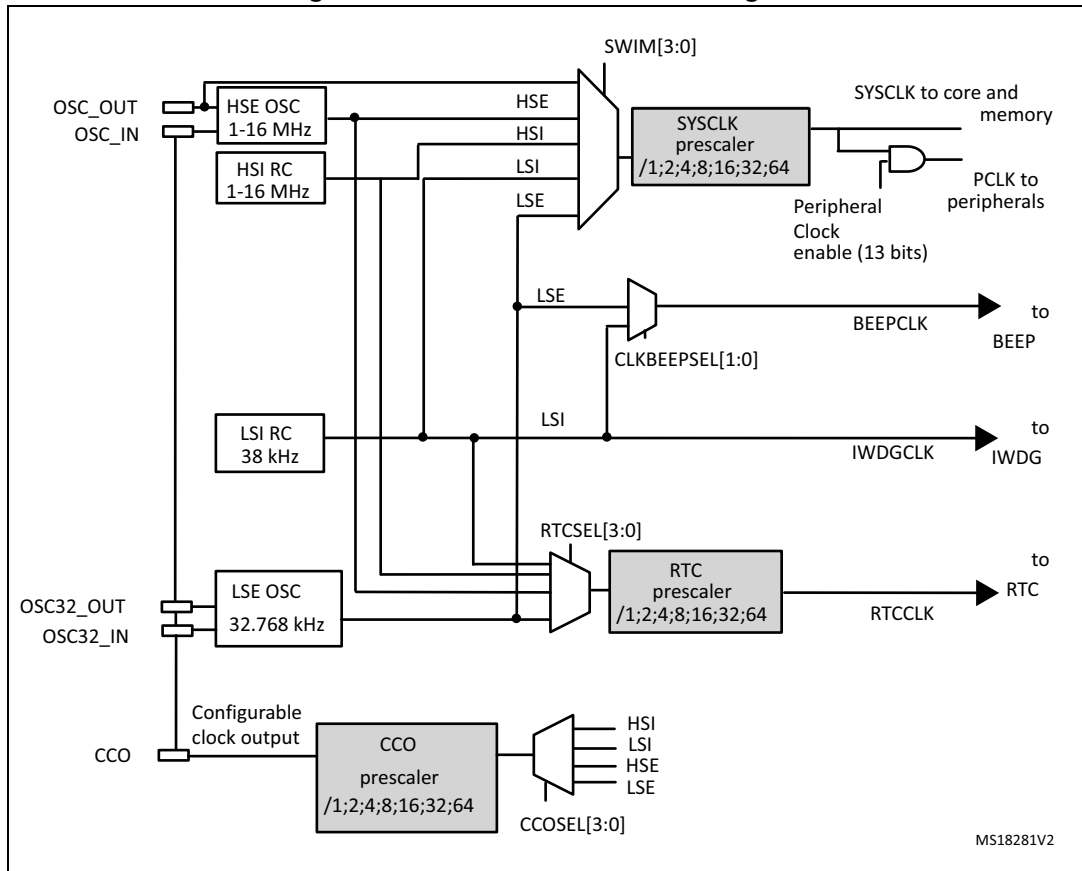 SWIM[3:0]
OSC_OUT
OSC_IN
HSE OSC
1-16 MHz
HSI RC
1-16 MHz
HSE
HSI
LSI
LSE
SYSCLK
prescaler
/1;2;4;8;16;32;64
SYSCLK to core and
memory
PCLK to
peripherals
Peripheral
Clock
enable (13 bits)
LSE
CLKBEEPSEL[1:0]
BEEPCLK
to
BEEP
LSI RC
38 kHz
LSI
IWDGCLK
to
IWDG
RTCSEL[3:0]
OSC32_OUT
OSC32_IN
LSE OSC
32.768 kHz
RTC
prescaler
/1;2;4;8;16;32;64
RTCCLK
to
RTC
CCO
Configurable
clock output
CCO
prescaler
/1;2;4;8;16;32;64
HSI
LSI
HSE
LSE
CCOSEL[3:0]
MS18281V2